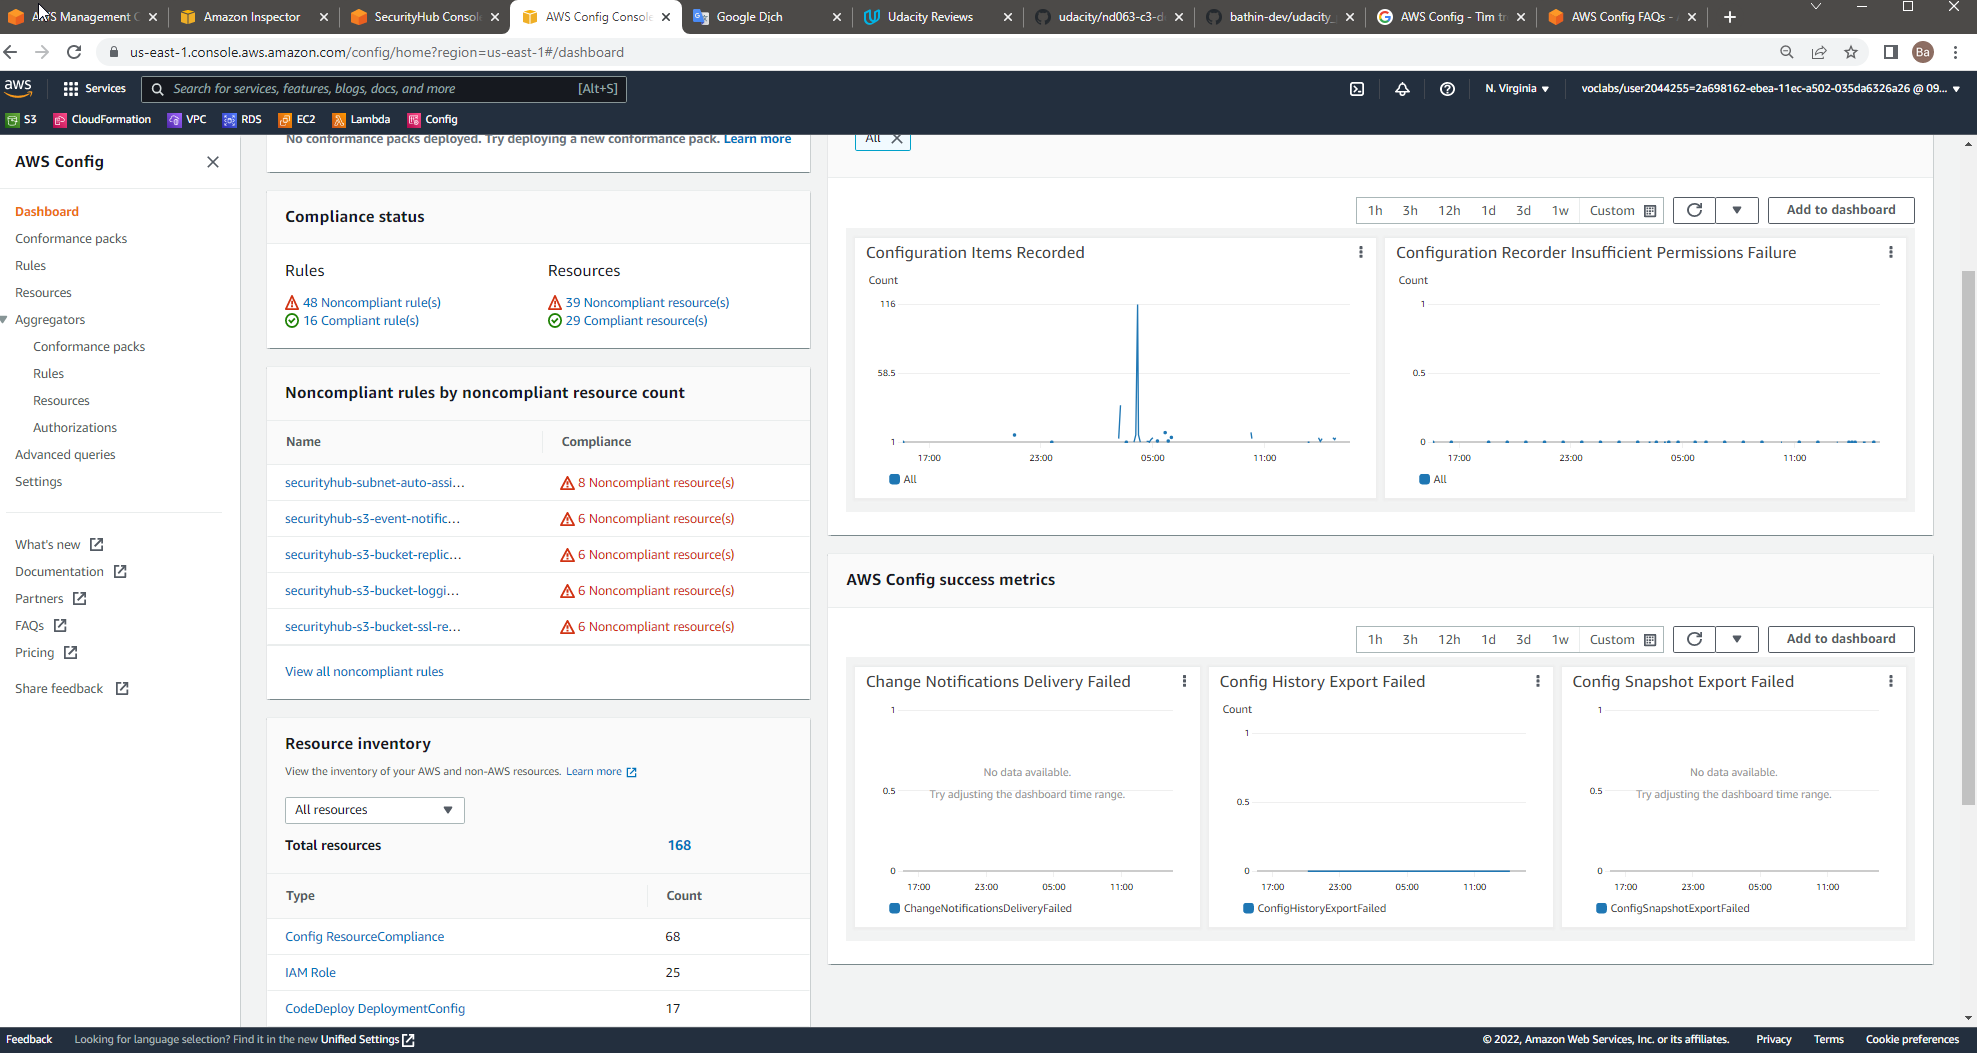 AWS Management C
Amazon Inspector
SecurityHub Console
AWS Config Console
Google Dịch
Udacity Reviews
udacity/nd063-c3-d
bathin-dev/udacity_
AWS Config - Tìm tr
AWS Config FAQs -
us-east-1.console.aws.amazon.com/config/home?region=us-east-1#/dashboard
Ba
aws
Services
Search for services, features, blogs, docs, and more
[Alt+S]
N. Virginia
voclabs/user2044255=2a698162-ebea-11ec-a502-035da6326a26 @ 09...
S3
CloudFormation
VPC
RDS
EC2
Lambda
Config
AWS Config
Dashboard
Conformance packs
Rules
Resources
Aggregators
Conformance packs
Rules
Resources
Authorizations
Advanced queries
Settings
What's new
Documentation
Partners
FAQs
Pricing
Share feedback
No conformance packs deployed. Try deploying a new conformance pack. Learn more
Compliance status
Rules
48 Noncompliant rule(s)
16 Compliant rule(s)
Resources
39 Noncompliant resource(s)
29 Compliant resource(s)
Noncompliant rules by noncompliant resource count
Name
Compliance
securityhub-subnet-auto-assi...
8 Noncompliant resource(s)
securityhub-s3-event-notific...
6 Noncompliant resource(s)
securityhub-s3-bucket-replic...
6 Noncompliant resource(s)
securityhub-s3-bucket-loggi...
6 Noncompliant resource(s)
securityhub-s3-bucket-ssl-re...
6 Noncompliant resource(s)
View all noncompliant rules
Resource inventory
View the inventory of your AWS and non-AWS resources. Learn more
All resources
Total resources
168
Type
Count
Config ResourceCompliance
68
IAM Role
25
CodeDeploy DeploymentConfig
17
All
1h 3h 12h 1d 3d 1w Custom
Add to dashboard
Configuration Items Recorded
Count
116
58.5
1
17:00 23:00 05:00 11:00
All
Configuration Recorder Insufficient Permissions Failure
Count
1
0.5
0
17:00 23:00 05:00 11:00
All
AWS Config success metrics
1h 3h 12h 1d 3d 1w Custom
Add to dashboard
Change Notifications Delivery Failed
1
No data available.
0.5
Try adjusting the dashboard time range.
0
17:00 23:00 05:00 11:00
ChangeNotificationsDeliveryFailed
Config History Export Failed
Count
1
0.5
0
17:00 23:00 05:00 11:00
ConfigHistoryExportFailed
Config Snapshot Export Failed
1
No data available.
0.5
Try adjusting the dashboard time range.
0
17:00 23:00 05:00 11:00
ConfigSnapshotExportFailed
Feedback
Looking for language selection? Find it in the new Unified Settings
© 2022, Amazon Web Services, Inc. or its affiliates.
Privacy
Terms
Cookie preferences